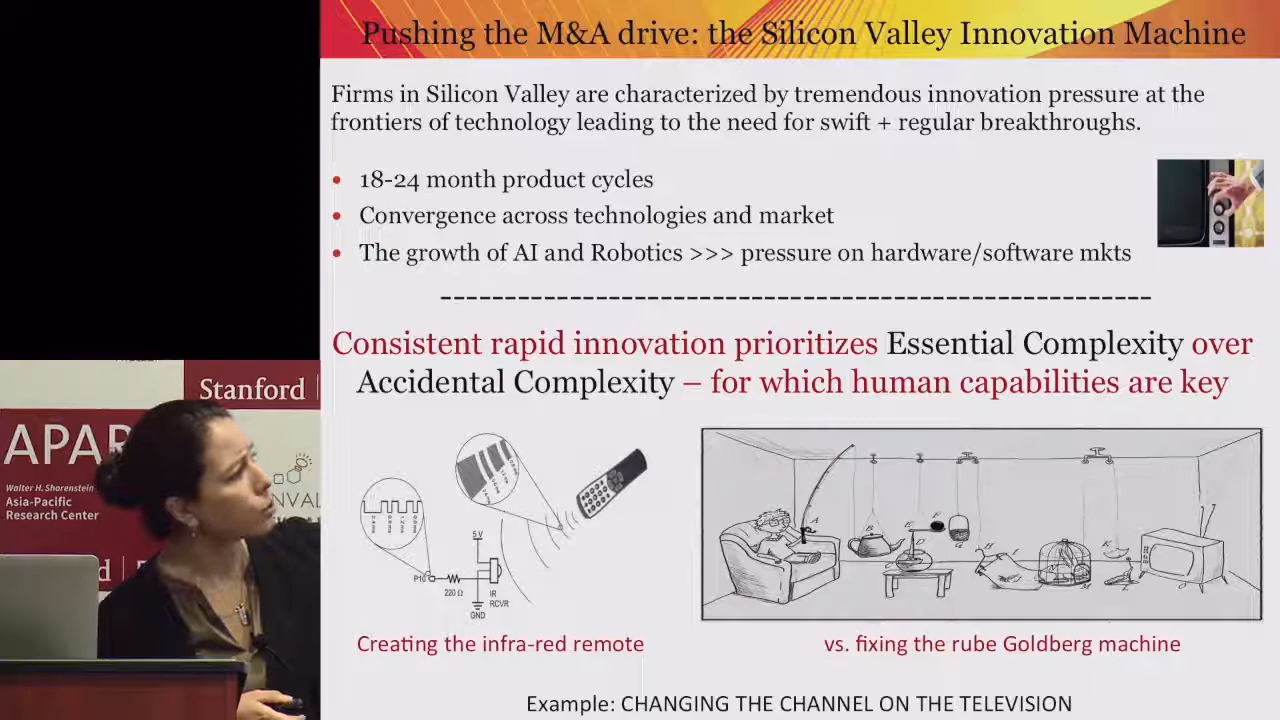 Pushing the M&A drive: the Silicon Valley Innovation Machine
Firms in Silicon Valley are characterized by tremendous innovation pressure at the
frontiers of technology leading to the need for swift + regular breakthroughs.
• 18-24 month product cycles
• Convergence across technologies and market
• The growth of AI and Robotics >>> pressure on hardware/software mkts
Consistent rapid innovation prioritizes Essential Complexity over
Accidental Complexity – for which human capabilities are key
Stanford
APAR
Walter H. Shorenstein
Asia-Pacific
Research Center
NVAL
d
5 V
P10
220 Ω
IR
RCVR
GND
A
B
E
F
G
H
I
K
L
M
O
Creating the infra-red remote
vs. fixing the rube Goldberg machine
Example: CHANGING THE CHANNEL ON THE TELEVISION